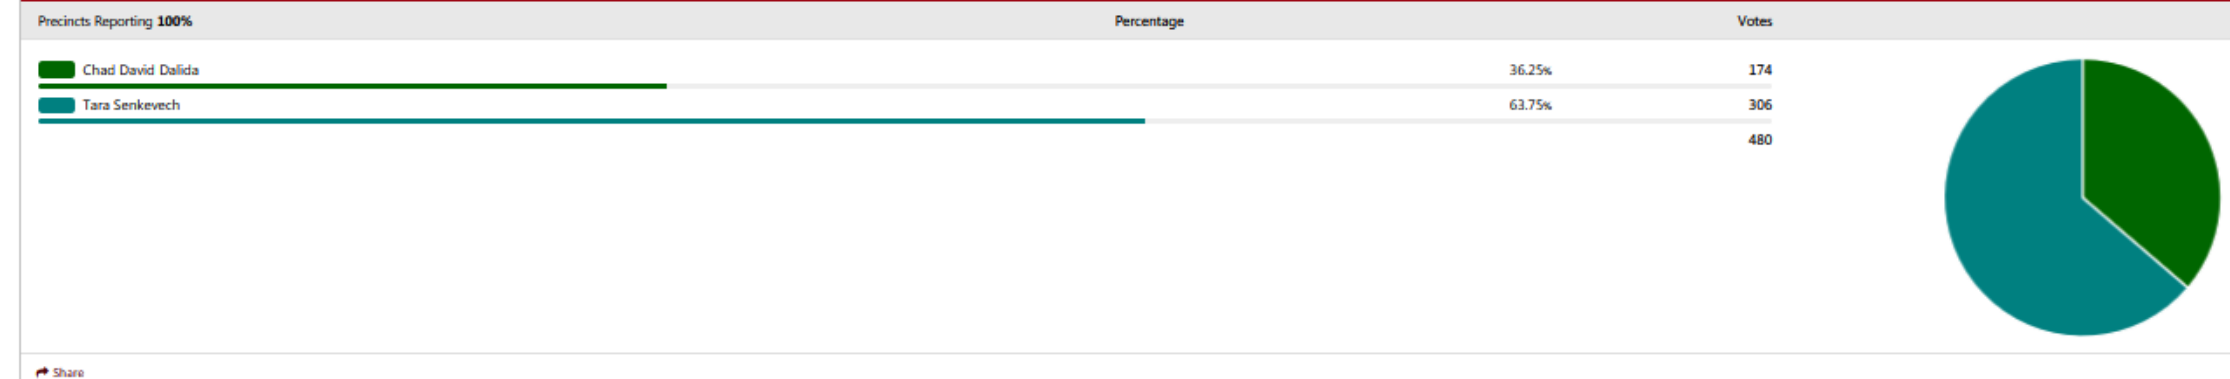 Precincts Reporting 100% Percentage Votes
Chad David Dalida 36.25% 174
Tara Senkevech 63.75% 306
480
Share